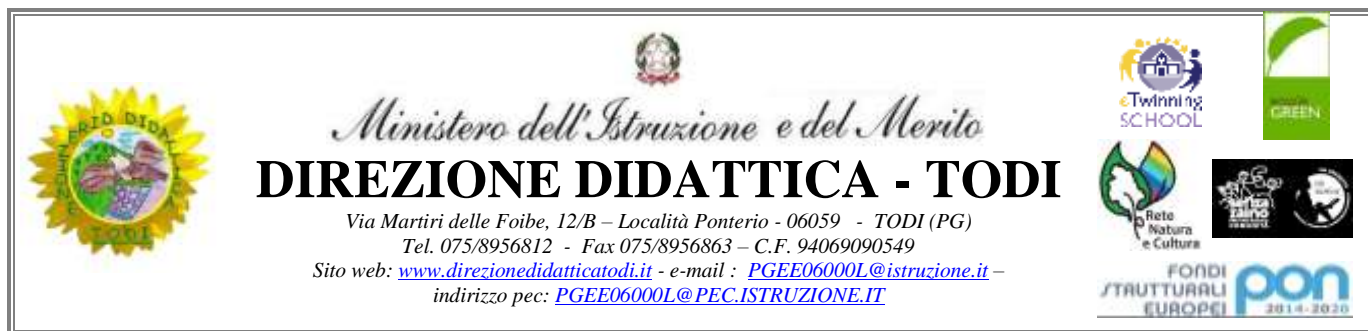 Ministero dell'Istruzione e del Merito
DIREZIONE DIDATTICA - TODI
Via Martiri delle Foibe, 12/B – Località Ponterio - 06059 - TODI (PG)
Tel. 075/8956812 - Fax 075/8956863 – C.F. 94069090549
Sito web: www.direzionedidatticatodi.it - e-mail : PGEE06000L@istruzione.it –
indirizzo pec: PGEE06000L@PEC.ISTRUZIONE.IT
TODI
eTwinning
SCHOOL
GREEN
Rete
Natura
e Cultura
senza
zaino
FONDI
STRUTTURALI
EUROPEI
pon
2014-2020